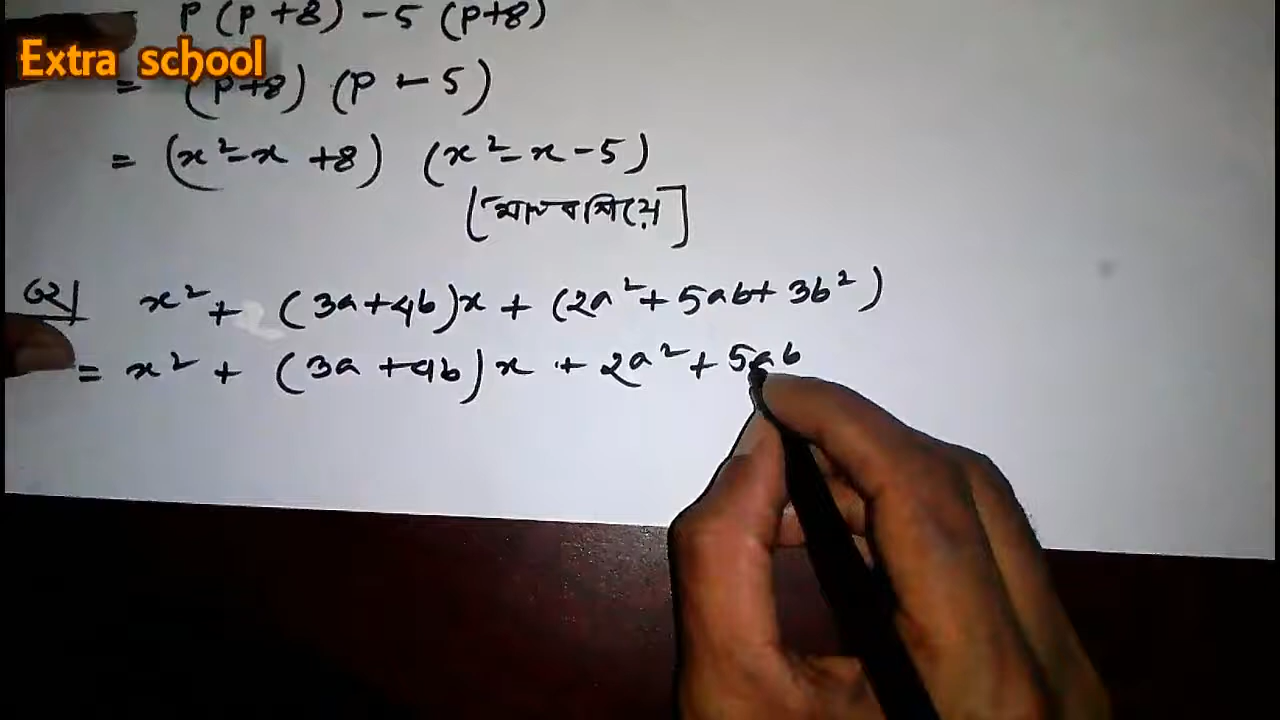 P (P +8) – 5 (P+8)
Extra school
= (P+8) (P – 5)
= (x² – x + 8) (x² – x – 5)
[মান বসিয়ে]
৩২| x² + (3a+4b)x + (2a² + 5ab + 3b²)
= x² + (3a + 4b) x + 2a² + 5ab